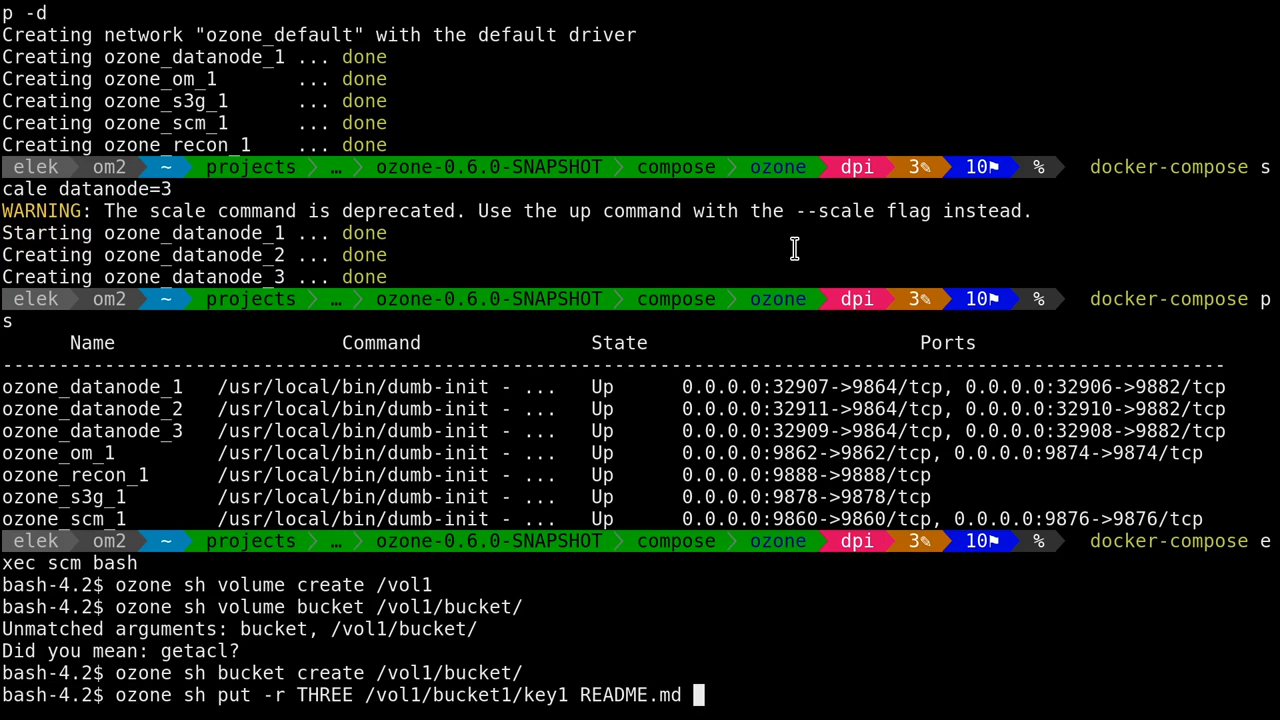 p -d
Creating network "ozone_default" with the default driver
Creating ozone_datanode_1 ... done
Creating ozone_om_1       ... done
Creating ozone_s3g_1      ... done
Creating ozone_scm_1      ... done
Creating ozone_recon_1    ... done
elek om2 ~ projects … ozone-0.6.0-SNAPSHOT compose ozone dpi 3✎ 10⚑ % docker-compose s
cale datanode=3
WARNING: The scale command is deprecated. Use the up command with the --scale flag instead.
Starting ozone_datanode_1 ... done
Creating ozone_datanode_2 ... done
Creating ozone_datanode_3 ... done
elek om2 ~ projects … ozone-0.6.0-SNAPSHOT compose ozone dpi 3✎ 10⚑ % docker-compose p
s
Name Command State Ports
------------------------------------------------------------------------------------------------------------
ozone_datanode_1   /usr/local/bin/dumb-init - ...   Up      0.0.0.0:32907->9864/tcp, 0.0.0.0:32906->9882/tcp
ozone_datanode_2   /usr/local/bin/dumb-init - ...   Up      0.0.0.0:32911->9864/tcp, 0.0.0.0:32910->9882/tcp
ozone_datanode_3   /usr/local/bin/dumb-init - ...   Up      0.0.0.0:32909->9864/tcp, 0.0.0.0:32908->9882/tcp
ozone_om_1         /usr/local/bin/dumb-init - ...   Up      0.0.0.0:9862->9862/tcp, 0.0.0.0:9874->9874/tcp
ozone_recon_1      /usr/local/bin/dumb-init - ...   Up      0.0.0.0:9888->9888/tcp
ozone_s3g_1        /usr/local/bin/dumb-init - ...   Up      0.0.0.0:9878->9878/tcp
ozone_scm_1        /usr/local/bin/dumb-init - ...   Up      0.0.0.0:9860->9860/tcp, 0.0.0.0:9876->9876/tcp
elek om2 ~ projects … ozone-0.6.0-SNAPSHOT compose ozone dpi 3✎ 10⚑ % docker-compose e
xec scm bash
bash-4.2$ ozone sh volume create /vol1
bash-4.2$ ozone sh volume bucket /vol1/bucket/
Unmatched arguments: bucket, /vol1/bucket/
Did you mean: getacl?
bash-4.2$ ozone sh bucket create /vol1/bucket/
bash-4.2$ ozone sh put -r THREE /vol1/bucket1/key1 README.md